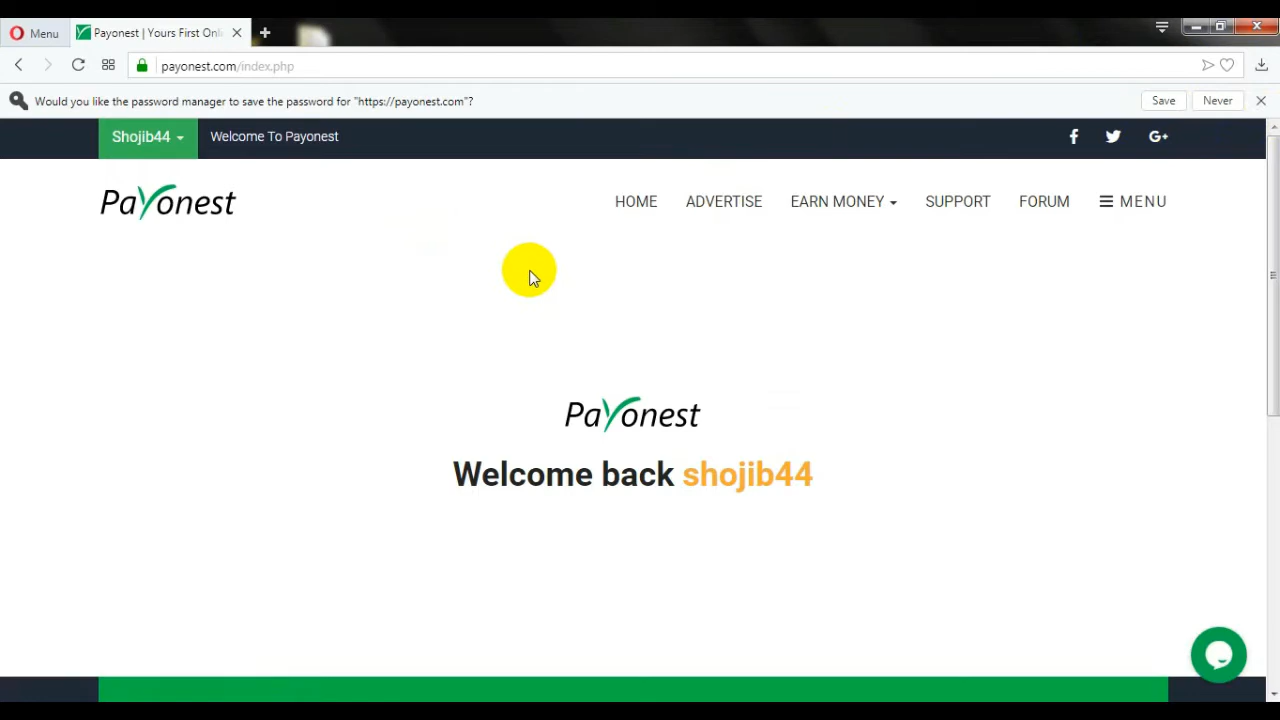 Menu
Payonest | Yours First Onl
payonest.com/index.php
Would you like the password manager to save the password for "https://payonest.com"?
Save
Never
Shojib44
Welcome To Payonest
G+
PaYonest
HOME
ADVERTISE
EARN MONEY
SUPPORT
FORUM
MENU
PaYonest
Welcome back shojib44